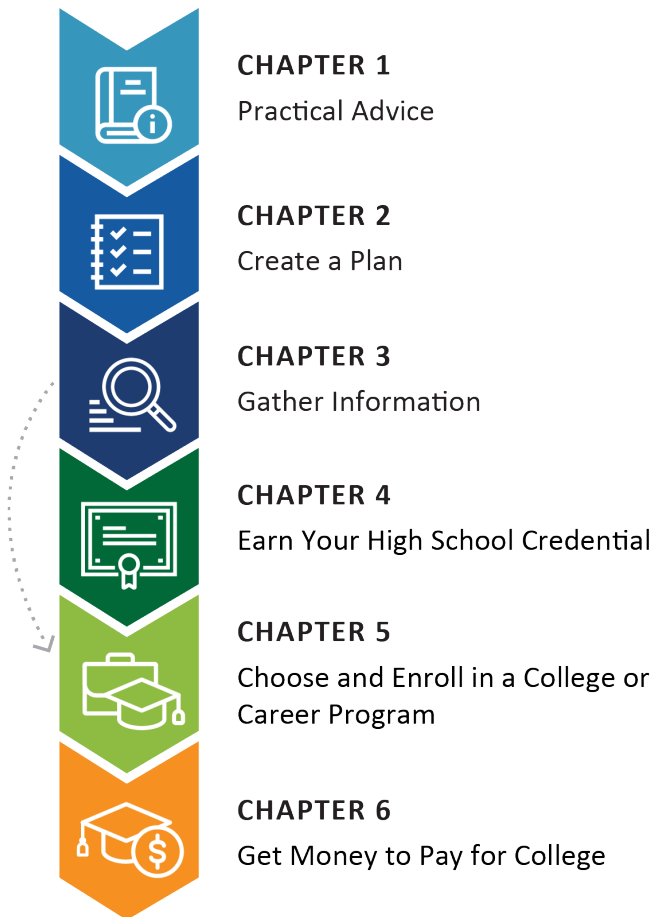 CHAPTER 1
Practical Advice
CHAPTER 2
Create a Plan
CHAPTER 3
Gather Information
CHAPTER 4
Earn Your High School Credential
CHAPTER 5
Choose and Enroll in a College or
Career Program
CHAPTER 6
Get Money to Pay for College